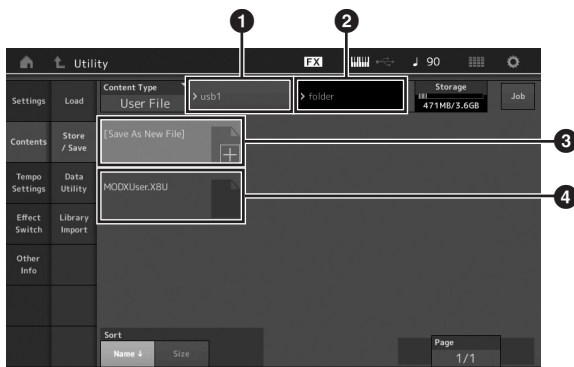 1 2
Utility FX ♩ 90
Settings Load Content Type User File > usb1 > folder Storage 471MB/3.6GB Job
Contents Store / Save [Save As New File] 3
Tempo Settings Data Utility MODXUser.X8U 4
Effect Switch Library Import
Other Info
Sort
Name ↓ Size
Page
1/1